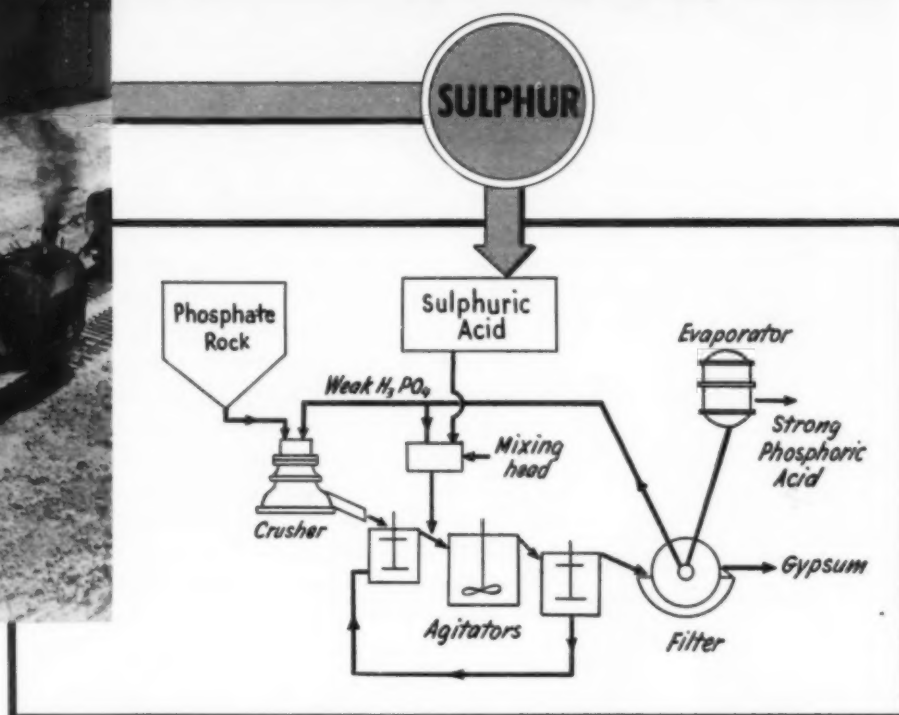 SULPHUR
Phosphate
Rock
Sulphuric
Acid
Evaporator
Weak H₃PO₄
Mixing
head
Strong
Phosphoric
Acid
Crusher
Agitators
Filter
Gypsum